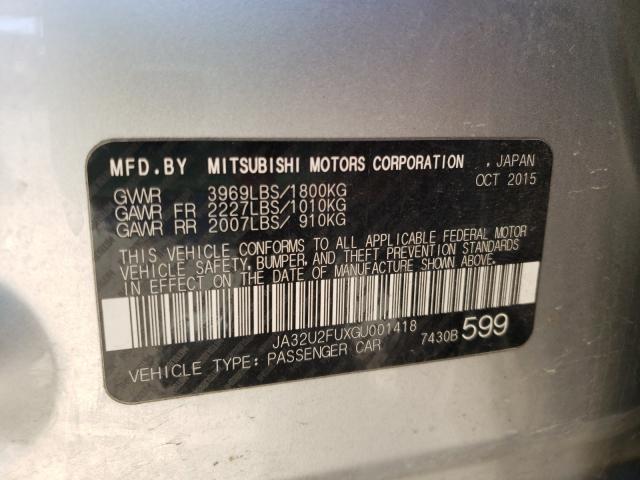 MFD.BY MITSUBISHI MOTORS CORPORATION , JAPAN
OCT 2015
GVWR 3969LBS/1800KG
GAWR FR 2227LBS/1010KG
GAWR RR 2007LBS/ 910KG
THIS VEHICLE CONFORMS TO ALL APPLICABLE FEDERAL MOTOR
VEHICLE SAFETY, BUMPER, AND THEFT PREVENTION STANDARDS
IN EFFECT ON THE DATE OF MANUFACTURE SHOWN ABOVE.
JA32U2FUXGU001418 7430B 599
VEHICLE TYPE: PASSENGER CAR